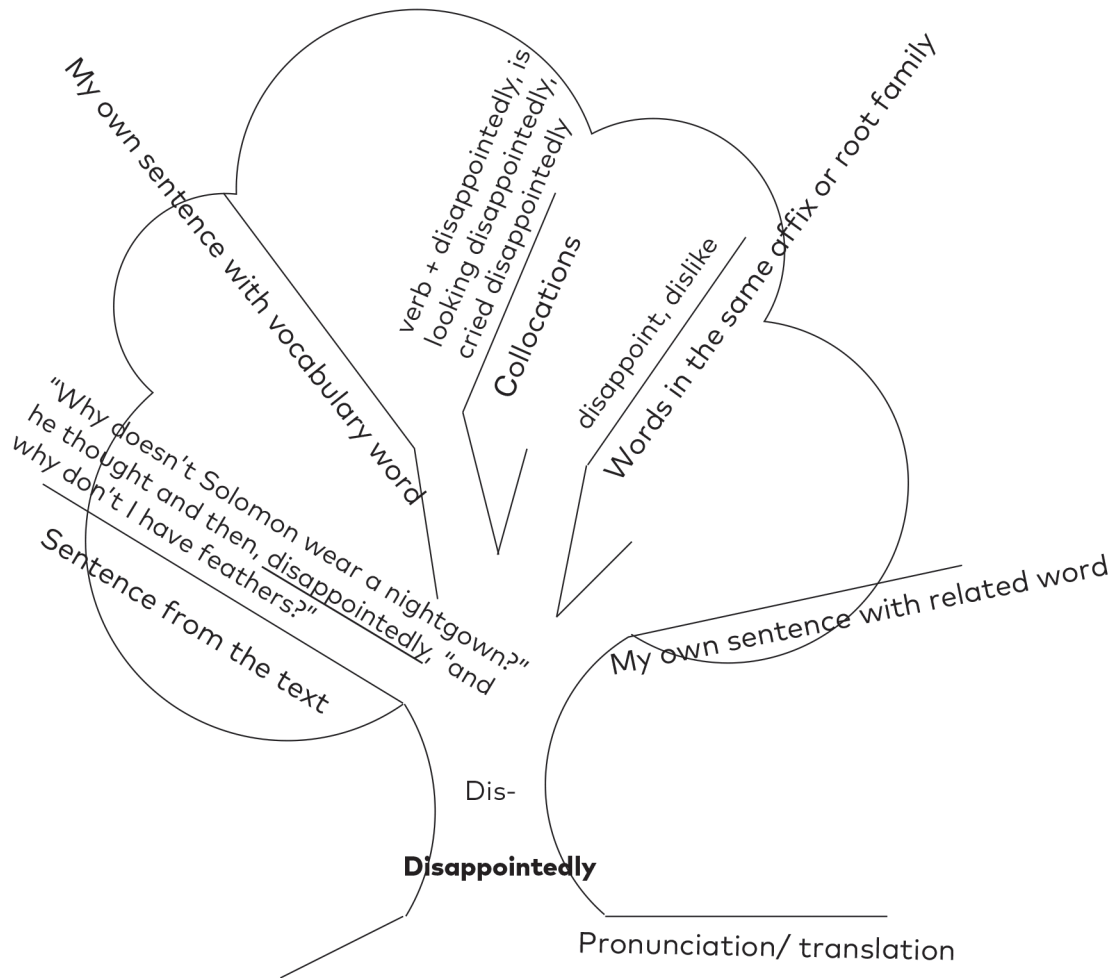 My own sentence with vocabulary word
verb + disappointedly, is
looking disappointedly,
cried disappointedly
Collocations
disappoint, dislike
Words in the same affix or root family
"Why doesn't Solomon wear a nightgown?"
he thought and then, disappointedly, "and
why don't I have feathers?"
Sentence from the text
My own sentence with related word
Dis-
Disappointedly
Pronunciation/ translation